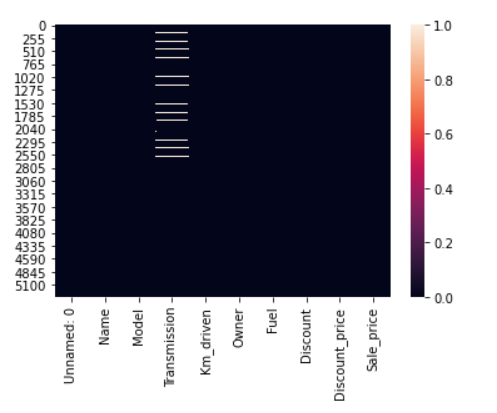 0
255
510
765
1020
1275
1530
1785
2040
2295
2550
2805
3060
3315
3570
3825
4080
4335
4590
4845
5100
Unnamed: 0
Name
Model
Transmission
Km_driven
Owner
Fuel
Discount
Discount_price
Sale_price
1.0
0.8
0.6
0.4
0.2
0.0